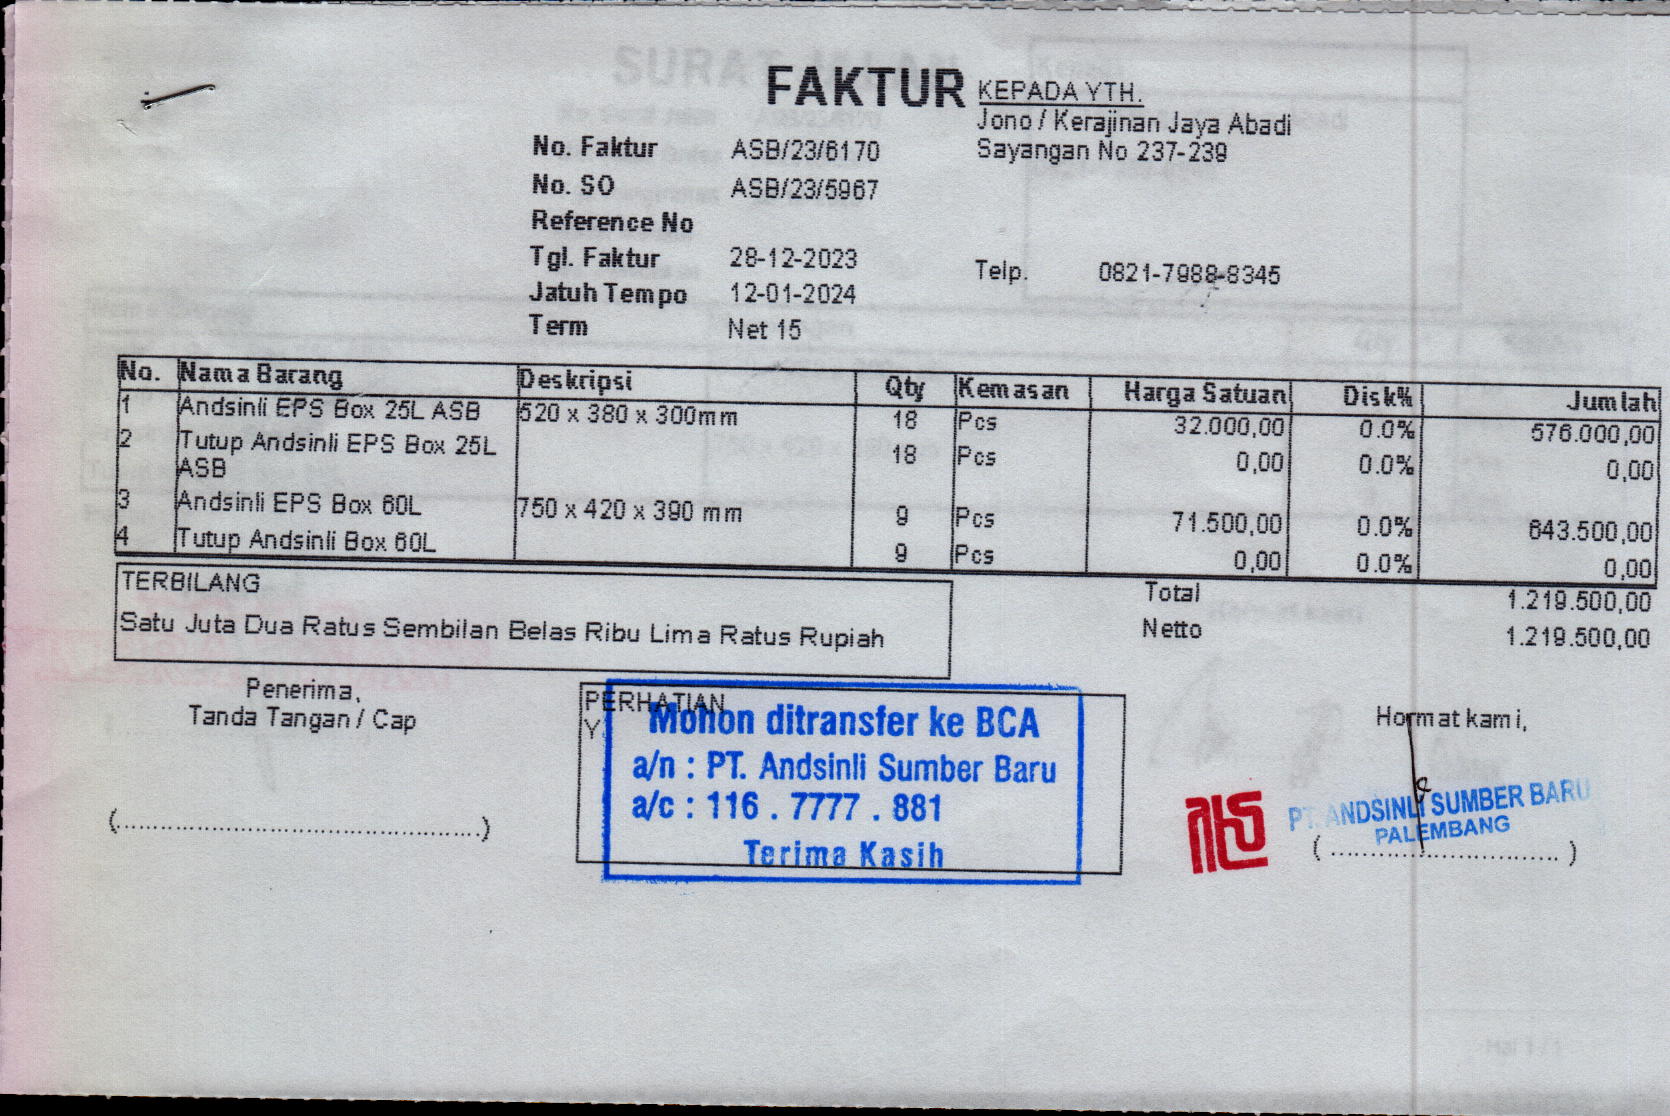 FAKTUR
KEPADA YTH.
Jono / Kerajinan Jaya Abadi
Sayangan No 237-239
No. Faktur ASB/23/6170
No. SO ASB/23/5967
Reference No
Tgl. Faktur 28-12-2023
Telp. 0821-7988-8345
Jatuh Tempo 12-01-2024
Term Net 15
No. Nama Barang Deskripsi Qty Kemasan Harga Satuan Disk% Jumlah
1 Andsinli EPS Box 25L ASB 520 x 380 x 300mm 18 Pcs 32.000,00 0.0% 576.000,00
2 Tutup Andsinli EPS Box 25L 18 Pcs 0,00 0.0% 0,00
ASB
3 Andsinli EPS Box 60L 750 x 420 x 390 mm 9 Pcs 71.500,00 0.0% 643.500,00
4 Tutup Andsinli Box 60L 9 Pcs 0,00 0.0% 0,00
TERBILANG
Satu Juta Dua Ratus Sembilan Belas Ribu Lima Ratus Rupiah
Total 1.219.500,00
Netto 1.219.500,00
Penerima,
Tanda Tangan / Cap
(................................................)
PERHATIAN
Mohon ditransfer ke BCA
a/n : PT. Andsinli Sumber Baru
a/c : 116 . 7777 . 881
Terima Kasih
Hormat kami,
PT. ANDSINLI SUMBER BARU
PALEMBANG
( .............................. )